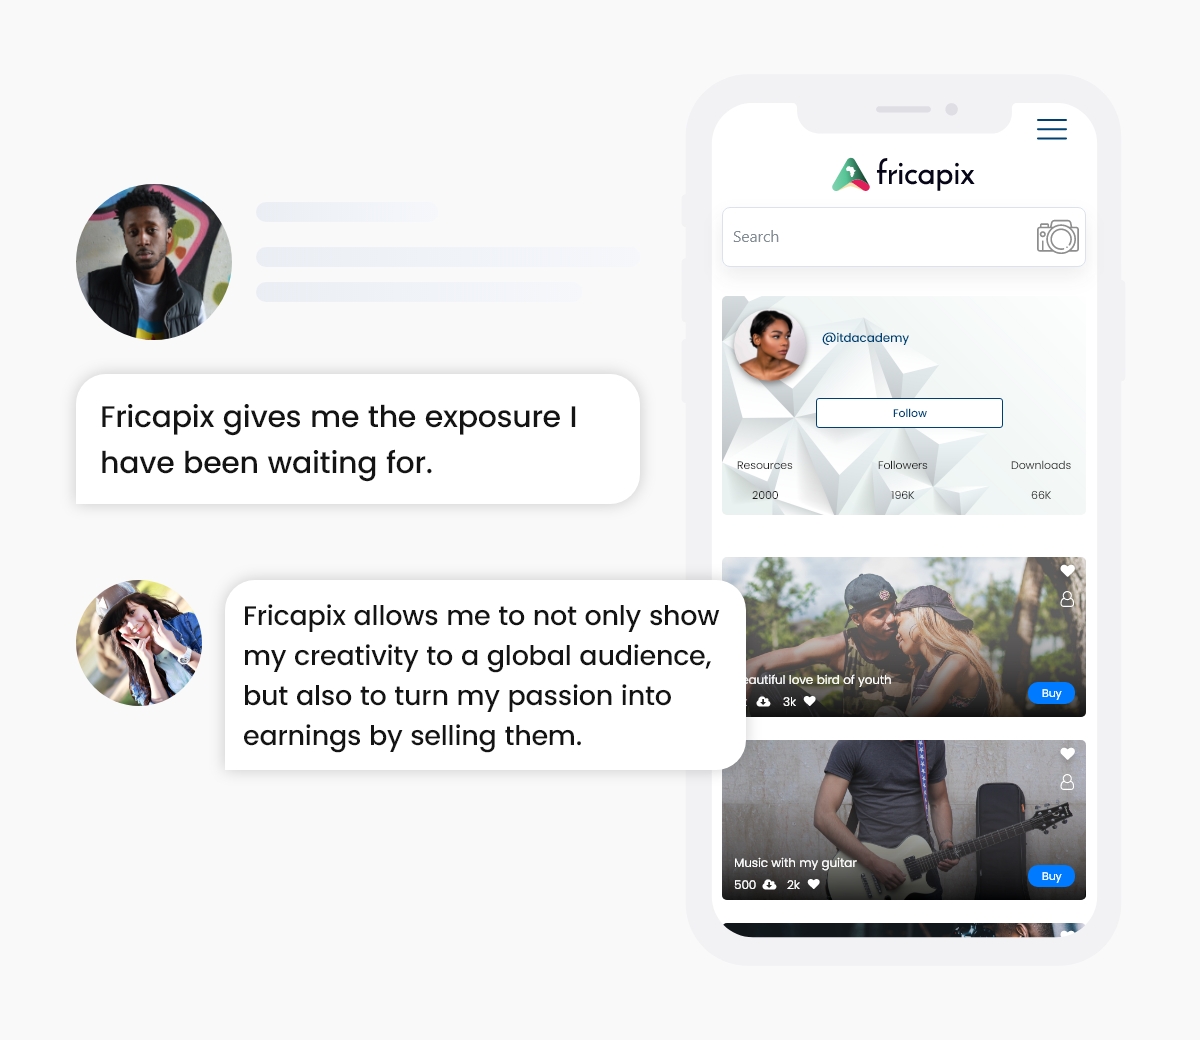 Fricapix gives me the exposure I
have been waiting for.
Fricapix allows me to not only show
my creativity to a global audience,
but also to turn my passion into
earnings by selling them.
fricapix
Search
@itdacademy
Follow
Resources Followers Downloads
2000 196K 66K
eautiful love bird of youth
3k
Buy
Music with my guitar
500 2k
Buy